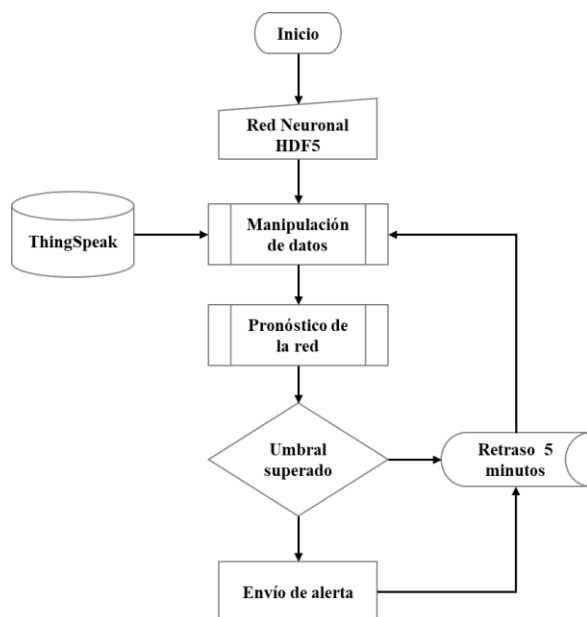 Inicio
Red Neuronal
HDF5
ThingSpeak
Manipulación
de datos
Pronóstico de
la red
Umbral
superado
Retraso 5
minutos
Envío de alerta